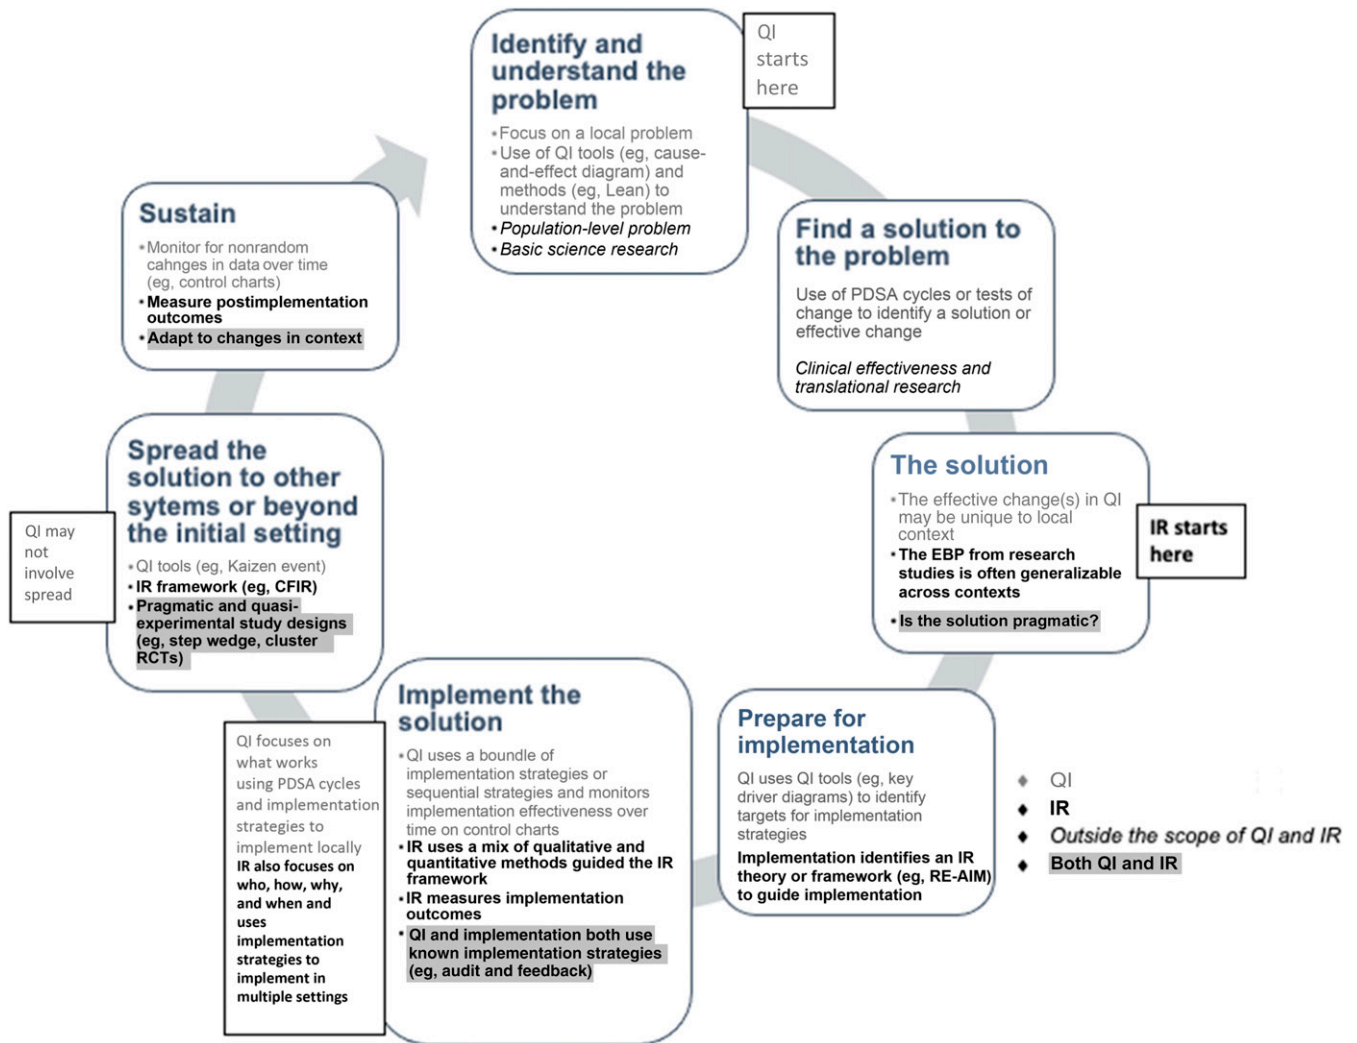 Identify and
understand the
problem
•Focus on a local problem
•Use of QI tools (eg, cause-
and-effect diagram) and
methods (eg, Lean) to
understand the problem
•Population-level problem
•Basic science research
QI
starts
here
Find a solution to
the problem
Use of PDSA cycles or tests of
change to identify a solution or
effective change
Clinical effectiveness and
translational research
The solution
•The effective change(s) in QI
may be unique to local
context
•The EBP from research
studies is often generalizable
across contexts
•Is the solution pragmatic?
IR starts
here
Prepare for
implementation
QI uses QI tools (eg, key
driver diagrams) to identify
targets for implementation
strategies
Implementation identifies an IR
theory or framework (eg, RE-AIM)
to guide implementation
Implement the
solution
•QI uses a boundle of
implementation strategies or
sequential strategies and monitors
implementation effectiveness over
time on control charts
•IR uses a mix of qualitative and
quantitative methods guided the IR
framework
•IR measures implementation
outcomes
•QI and implementation both use
known implementation strategies
(eg, audit and feedback)
QI focuses on
what works
using PDSA cycles
and implementation
strategies to
implement locally
IR also focuses on
who, how, why,
and when and
uses
implementation
strategies to
implement in
multiple settings
Spread the
solution to other
sytems or beyond
the initial setting
•QI tools (eg, Kaizen event)
•IR framework (eg, CFIR)
•Pragmatic and quasi-
experimental study designs
(eg, step wedge, cluster
RCTs)
QI may
not
involve
spread
Sustain
•Monitor for nonrandom
cahnges in data over time
(eg, control charts)
•Measure postimplementation
outcomes
•Adapt to changes in context
♦ QI
♦ IR
♦ Outside the scope of QI and IR
♦ Both QI and IR